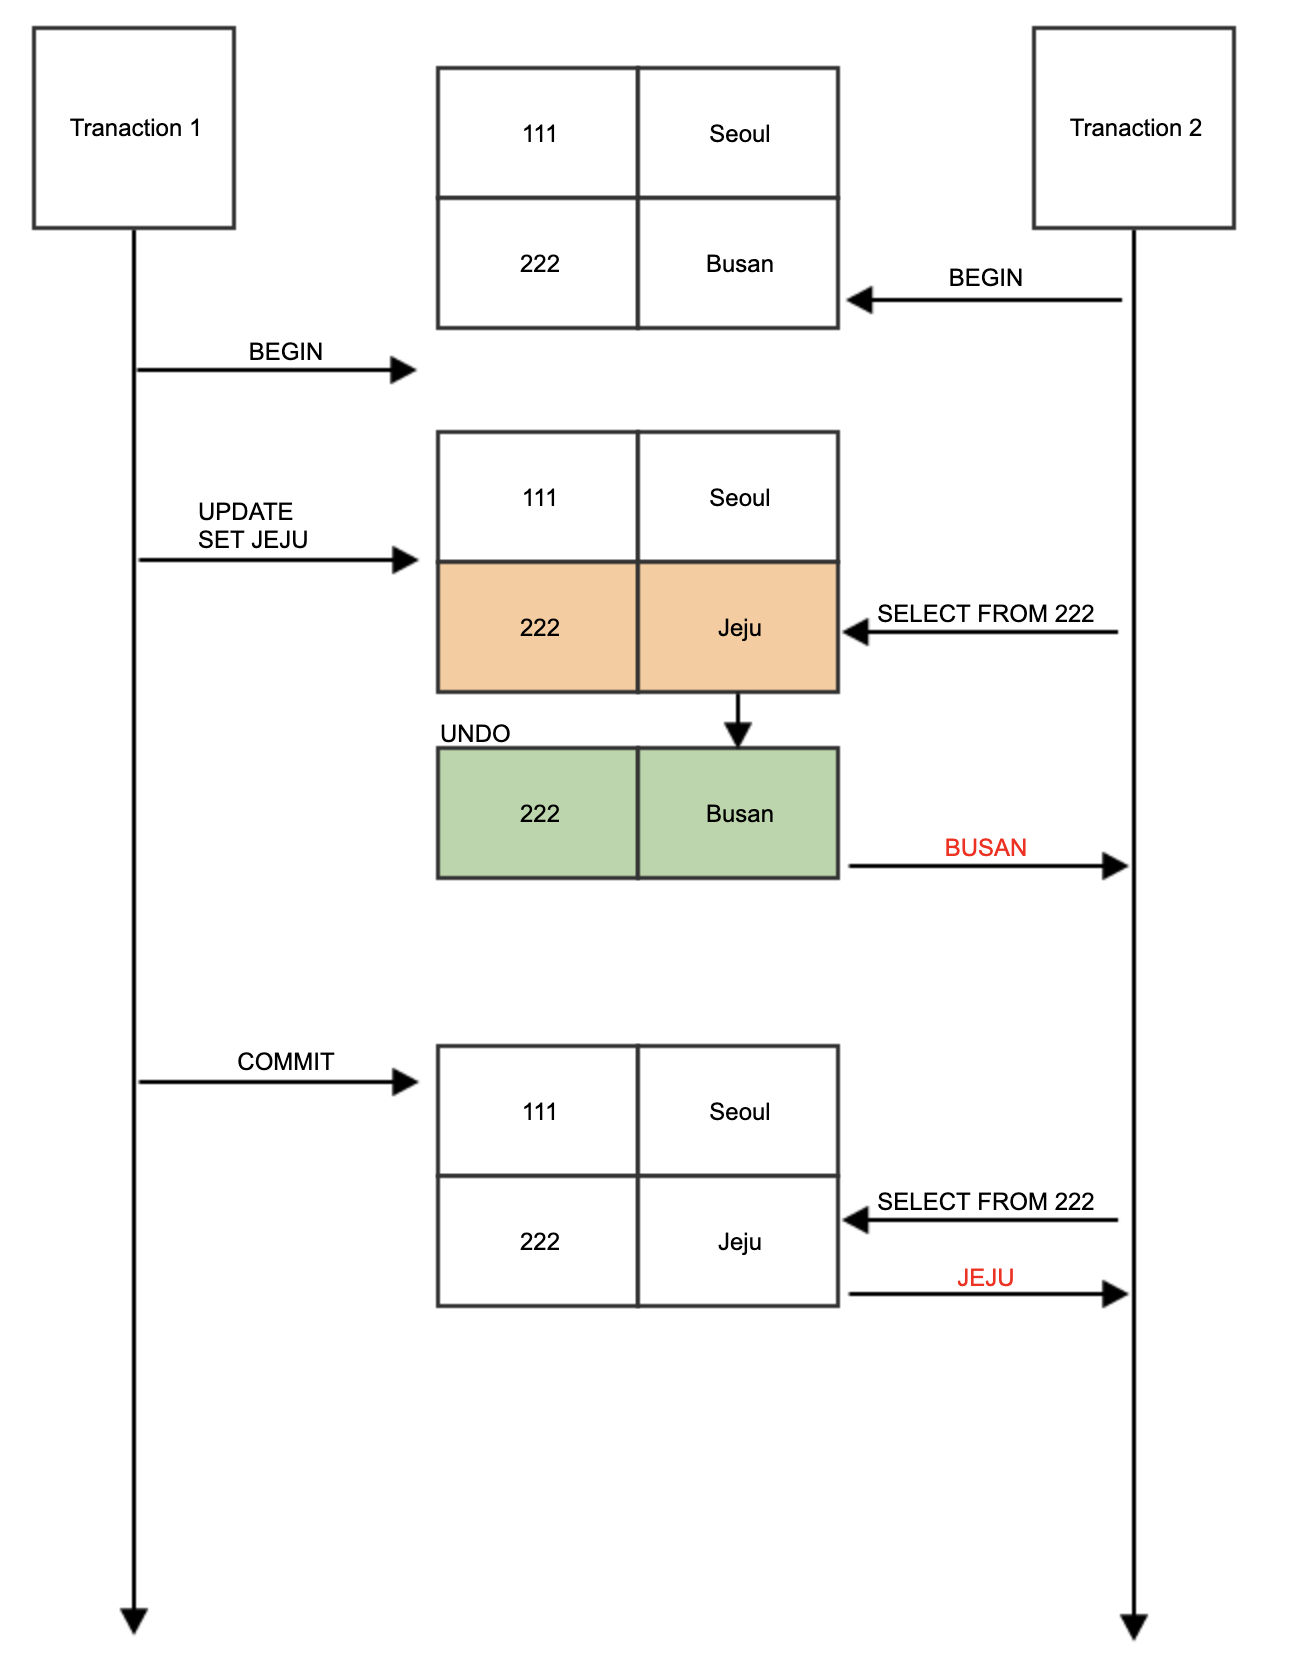 Tranaction 1
Tranaction 2
111 Seoul
222 Busan
BEGIN
BEGIN
111 Seoul
UPDATE
SET JEJU
222 Jeju
SELECT FROM 222
UNDO
222 Busan
BUSAN
COMMIT
111 Seoul
SELECT FROM 222
222 Jeju
JEJU